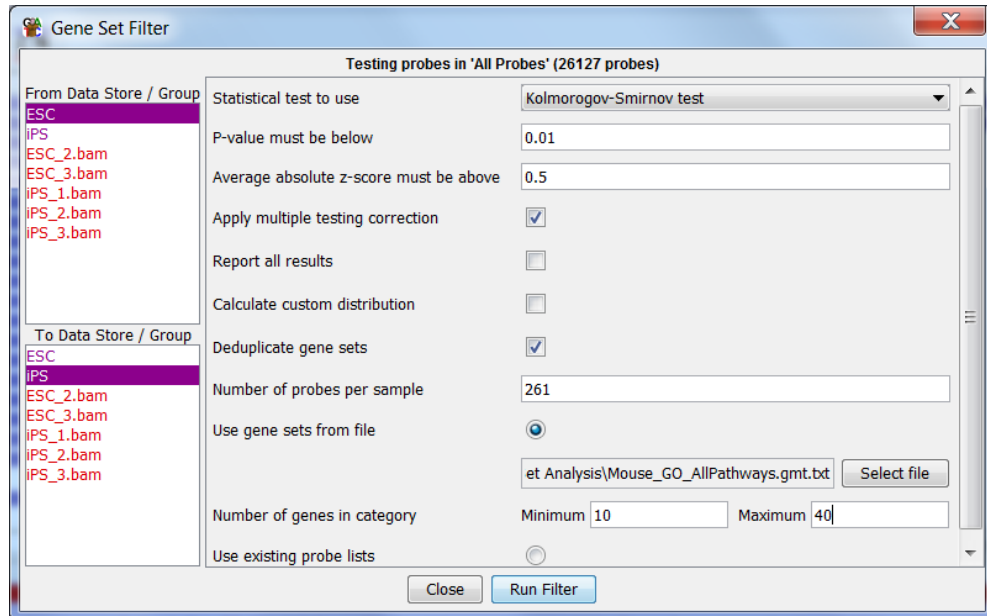 Gene Set Filter
Testing probes in 'All Probes' (26127 probes)
From Data Store / Group
ESC
iPS
ESC_2.bam
ESC_3.bam
iPS_1.bam
iPS_2.bam
iPS_3.bam
To Data Store / Group
ESC
iPS
ESC_2.bam
ESC_3.bam
iPS_1.bam
iPS_2.bam
iPS_3.bam
Statistical test to use Kolmorogov-Smirnov test
P-value must be below 0.01
Average absolute z-score must be above 0.5
Apply multiple testing correction
Report all results
Calculate custom distribution
Deduplicate gene sets
Number of probes per sample 261
Use gene sets from file
et Analysis\Mouse_GO_AllPathways.gmt.txt Select file
Number of genes in category Minimum 10 Maximum 40
Use existing probe lists
Close Run Filter